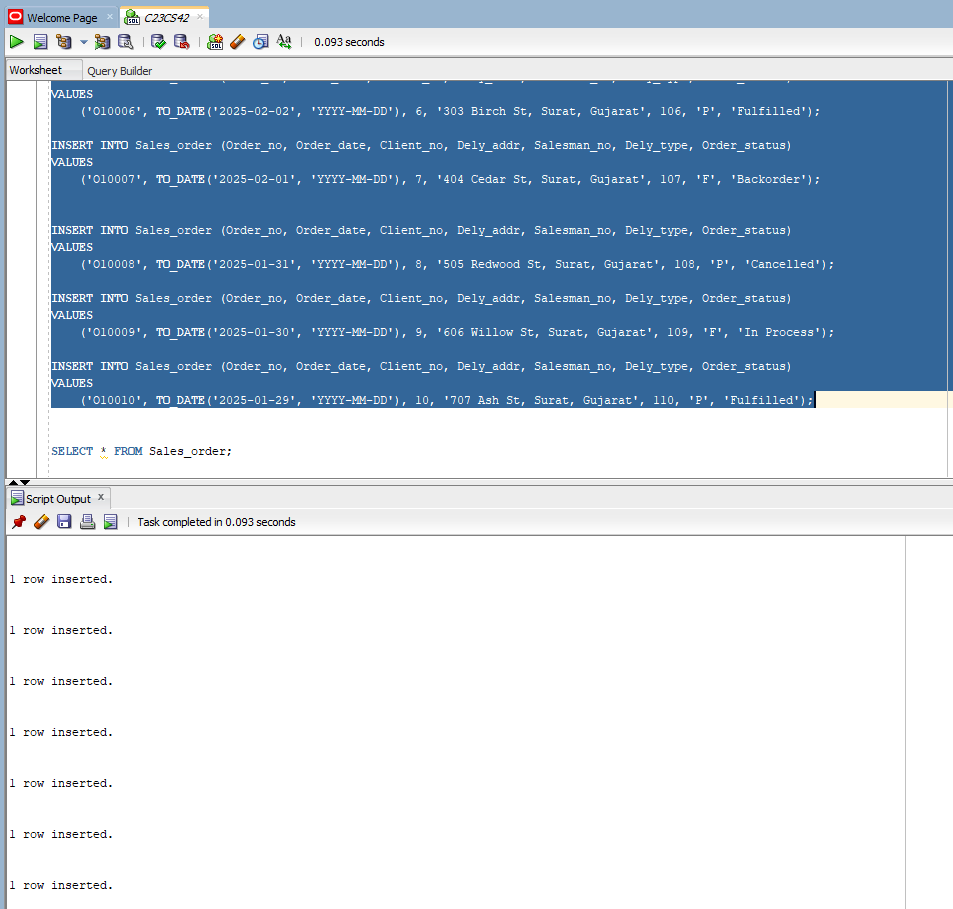 Welcome Page
C23CS42
0.093 seconds
Worksheet
Query Builder
VALUES
('O10006', TO_DATE('2025-02-02', 'YYYY-MM-DD'), 6, '303 Birch St, Surat, Gujarat', 106, 'P', 'Fulfilled');
INSERT INTO Sales_order (Order_no, Order_date, Client_no, Dely_addr, Salesman_no, Dely_type, Order_status)
VALUES
('O10007', TO_DATE('2025-02-01', 'YYYY-MM-DD'), 7, '404 Cedar St, Surat, Gujarat', 107, 'F', 'Backorder');
INSERT INTO Sales_order (Order_no, Order_date, Client_no, Dely_addr, Salesman_no, Dely_type, Order_status)
VALUES
('O10008', TO_DATE('2025-01-31', 'YYYY-MM-DD'), 8, '505 Redwood St, Surat, Gujarat', 108, 'P', 'Cancelled');
INSERT INTO Sales_order (Order_no, Order_date, Client_no, Dely_addr, Salesman_no, Dely_type, Order_status)
VALUES
('O10009', TO_DATE('2025-01-30', 'YYYY-MM-DD'), 9, '606 Willow St, Surat, Gujarat', 109, 'F', 'In Process');
INSERT INTO Sales_order (Order_no, Order_date, Client_no, Dely_addr, Salesman_no, Dely_type, Order_status)
VALUES
('O10010', TO_DATE('2025-01-29', 'YYYY-MM-DD'), 10, '707 Ash St, Surat, Gujarat', 110, 'P', 'Fulfilled');
SELECT * FROM Sales_order;
Script Output
Task completed in 0.093 seconds
1 row inserted.
1 row inserted.
1 row inserted.
1 row inserted.
1 row inserted.
1 row inserted.
1 row inserted.